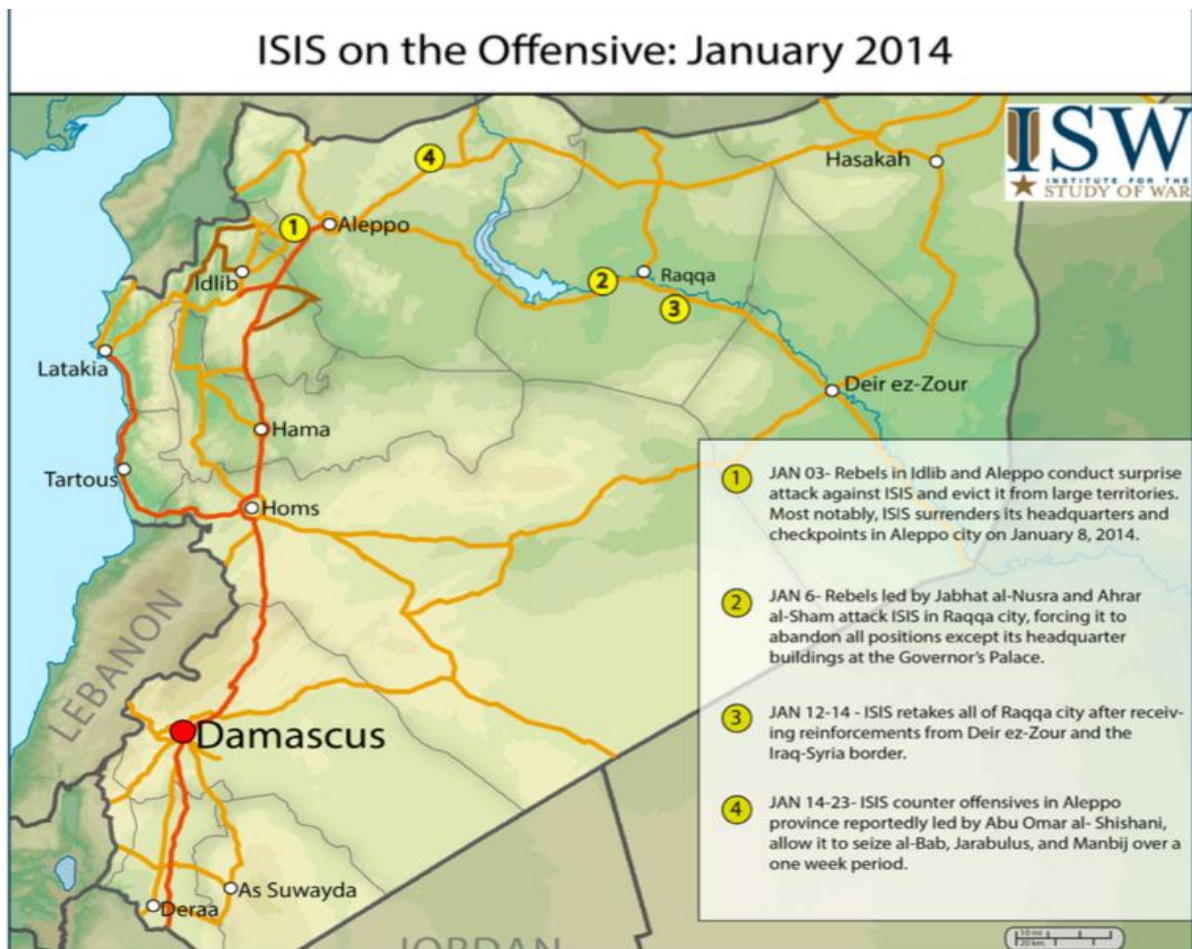 ISIS on the Offensive: January 2014
ISW
INSTITUTE FOR THE
STUDY OF WAR
4
Hasakah
1
Aleppo
Idlib
2
Raqqa
3
Latakia
Deir ez-Zour
Hama
Tartous
Homs
LEBANON
Damascus
As Suwayda
Deraa
JORDAN
1
JAN 03- Rebels in Idlib and Aleppo conduct surprise
attack against ISIS and evict it from large territories.
Most notably, ISIS surrenders its headquarters and
checkpoints in Aleppo city on January 8, 2014.
2
JAN 6- Rebels led by Jabhat al-Nusra and Ahrar
al-Sham attack ISIS in Raqqa city, forcing it to
abandon all positions except its headquarter
buildings at the Governor's Palace.
3
JAN 12-14 - ISIS retakes all of Raqqa city after receiv-
ing reinforcements from Deir ez-Zour and the
Iraq-Syria border.
4
JAN 14-23- ISIS counter offensives in Aleppo
province reportedly led by Abu Omar al- Shishani,
allow it to seize al-Bab, Jarabulus, and Manbij over a
one week period.
10 mi
20 km